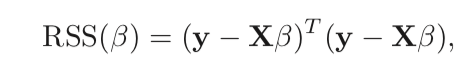 RSS(β) = (𝐲 − 𝐗β)ᵀ(𝐲 − 𝐗β),